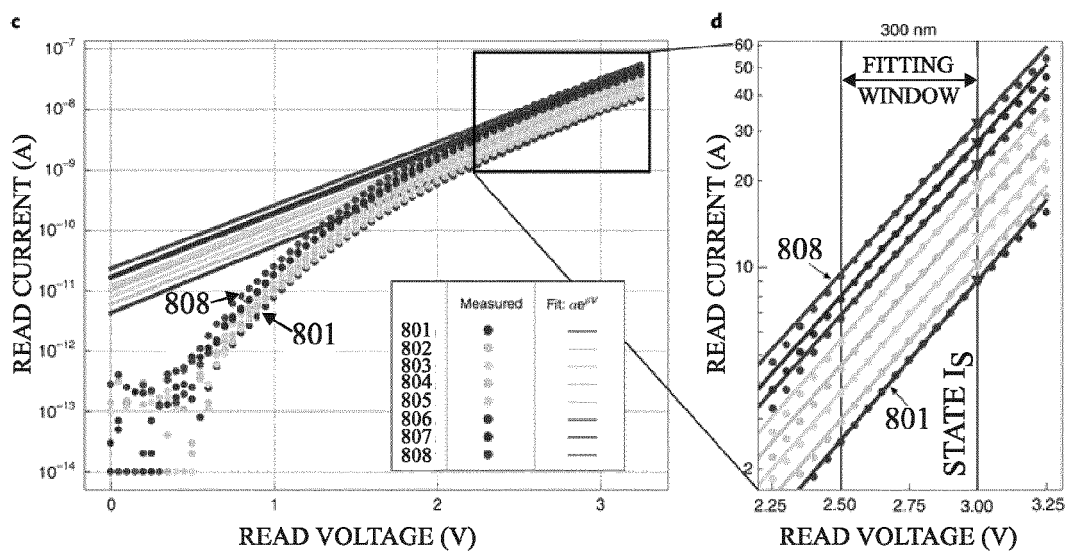 c
10⁻⁷
10⁻⁸
10⁻⁹
10⁻¹⁰
10⁻¹¹
10⁻¹²
10⁻¹³
10⁻¹⁴
READ CURRENT (A)
808
801
Measured Fit: αe^βV
801
802
803
804
805
806
807
808
0 1 2 3
READ VOLTAGE (V)
d
300 nm
60
50
40
30
20
10
2
READ CURRENT (A)
FITTING
WINDOW
808
801
STATE IS
2.25 2.50 2.75 3.00 3.25
READ VOLTAGE (V)